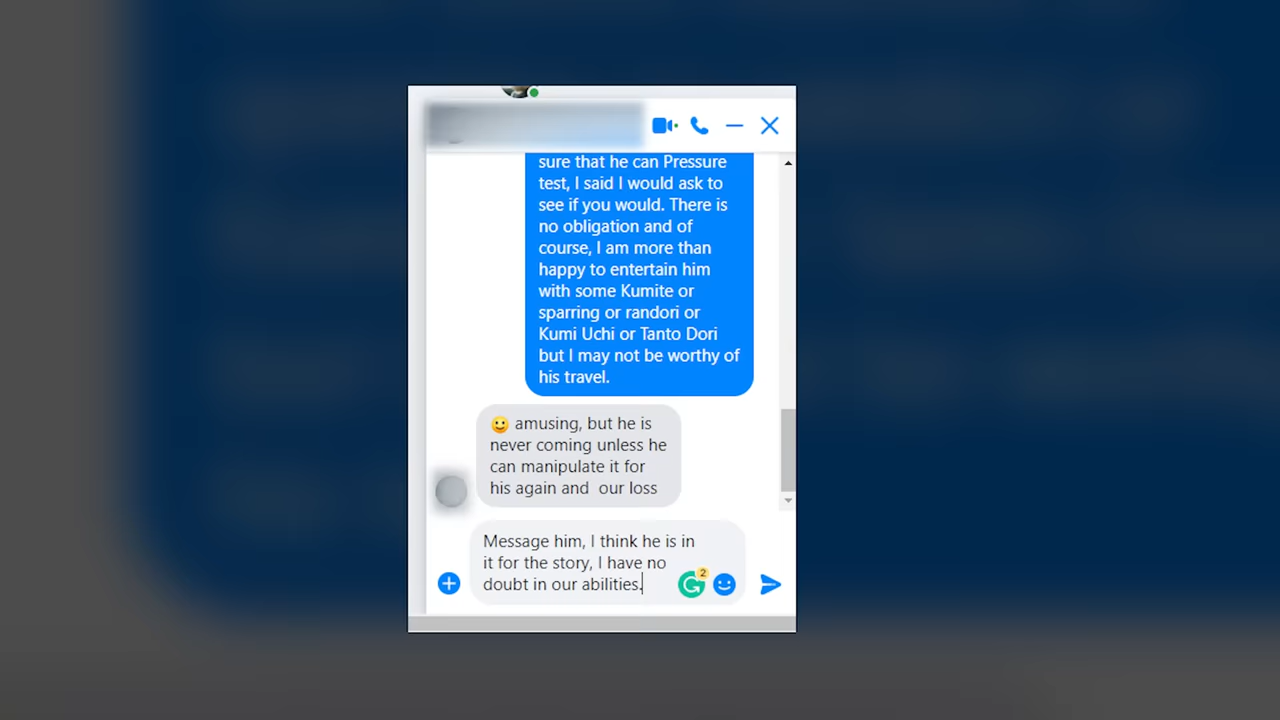 sure that he can Pressure
test, I said I would ask to
see if you would. There is
no obligation and of
course, I am more than
happy to entertain him
with some Kumite or
sparring or randori or
Kumi Uchi or Tanto Dori
but I may not be worthy of
his travel.
🙂 amusing, but he is
never coming unless he
can manipulate it for
his again and our loss
Message him, I think he is in
it for the story, I have no
doubt in our abilities.
2